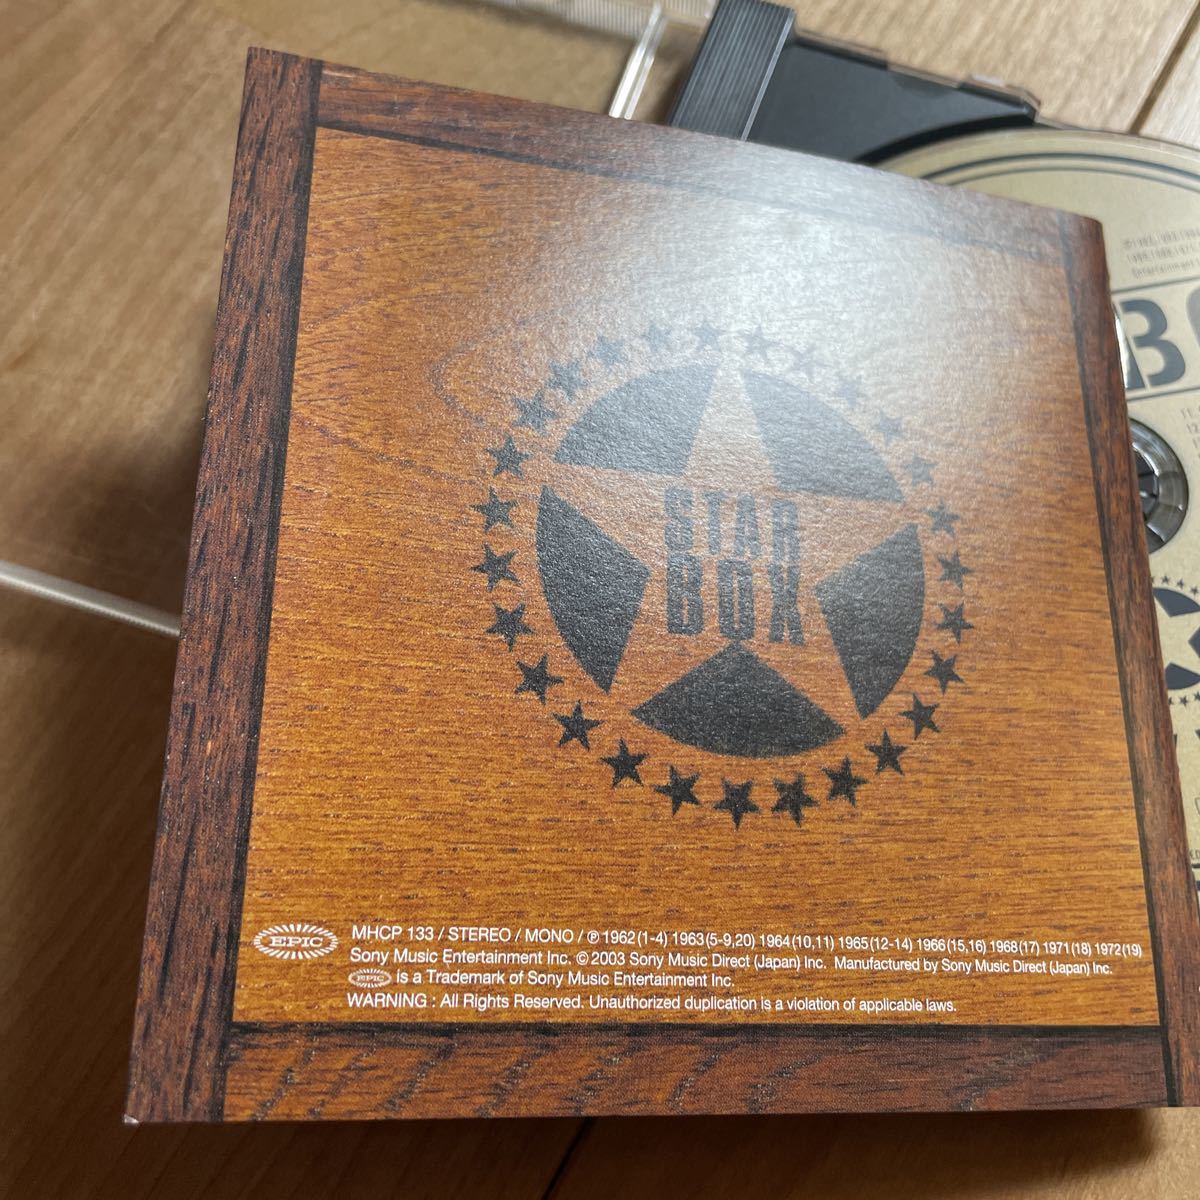 STAR
BOX
EPIC
MHCP 133 / STEREO / MONO / ℗ 1962 (1-4) 1963 (5-9,20) 1964 (10,11) 1965 (12-14) 1966 (15,16) 1968 (17) 1971 (18) 1972 (19)
Sony Music Entertainment Inc. © 2003 Sony Music Direct (Japan) Inc. Manufactured by Sony Music Direct (Japan) Inc.
EPIC is a Trademark of Sony Music Entertainment Inc.
WARNING : All Rights Reserved. Unauthorized duplication is a violation of applicable laws.